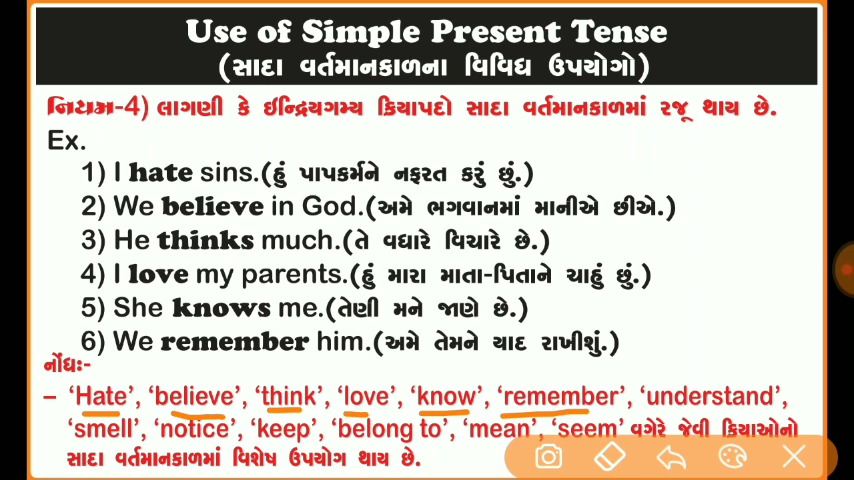 Use of Simple Present Tense
(સાદા વર્તમાનકાળના વિવિધ ઉપયોગો)
નિયમ-4) લાગણી કે ઇન્દ્રિયગમ્ય ક્રિયાપદો સાદા વર્તમાનકાળમાં રજૂ થાય છે.
Ex.
1) I hate sins.(હું પાપકર્મને નફરત કરું છું.)
2) We believe in God.(અમે ભગવાનમાં માનીએ છીએ.)
3) He thinks much.(તે વધારે વિચારે છે.)
4) I love my parents.(હું મારા માતા-પિતાને ચાહું છું.)
5) She knows me.(તેણી મને જાણે છે.)
6) We remember him.(અમે તેમને યાદ રાખીશું.)
નોંધઃ-
– ‘Hate’, ‘believe’, ‘think’, ‘love’, ‘know’, ‘remember’, ‘understand’,
‘smell’, ‘notice’, ‘keep’, ‘belong to’, ‘mean’, ‘seem’ વગેરે જેવી ક્રિયાઓનો
સાદા વર્તમાનકાળમાં વિશેષ ઉપયોગ થાય છે.